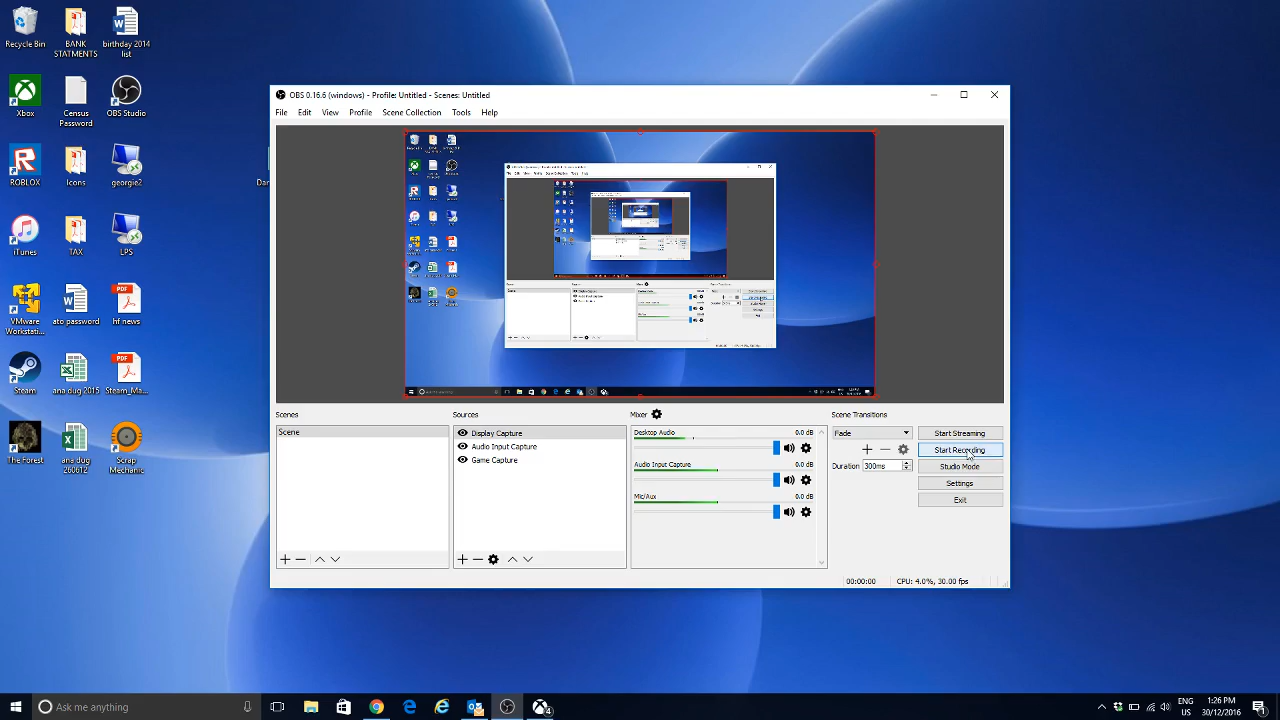 Recycle Bin
BANK STATMENTS
birthday 2014 list
Xbox
Census Password
OBS Studio
ROBLOX
Icons
georgie2
iTunes
TAX
LPS
VMware Workstati...
ato password
hf news
Steam
ana dug 2015
Steam_Ma...
The Forest
ana dug 260612
Scrap Mechanic
Dar
OBS 0.16.6 (windows) - Profile: Untitled - Scenes: Untitled
File Edit View Profile Scene Collection Tools Help
Scenes
Scene
Sources
Display Capture
Audio Input Capture
Game Capture
Mixer
Desktop Audio 0.0 dB
Audio Input Capture 0.0 dB
Mic/Aux 0.0 dB
Scene Transitions
Fade
Duration 300ms
Start Streaming
Start Recording
Studio Mode
Settings
Exit
00:00:00 CPU: 4.0%, 30.00 fps
Ask me anything
ENG US
1:26 PM
30/12/2016